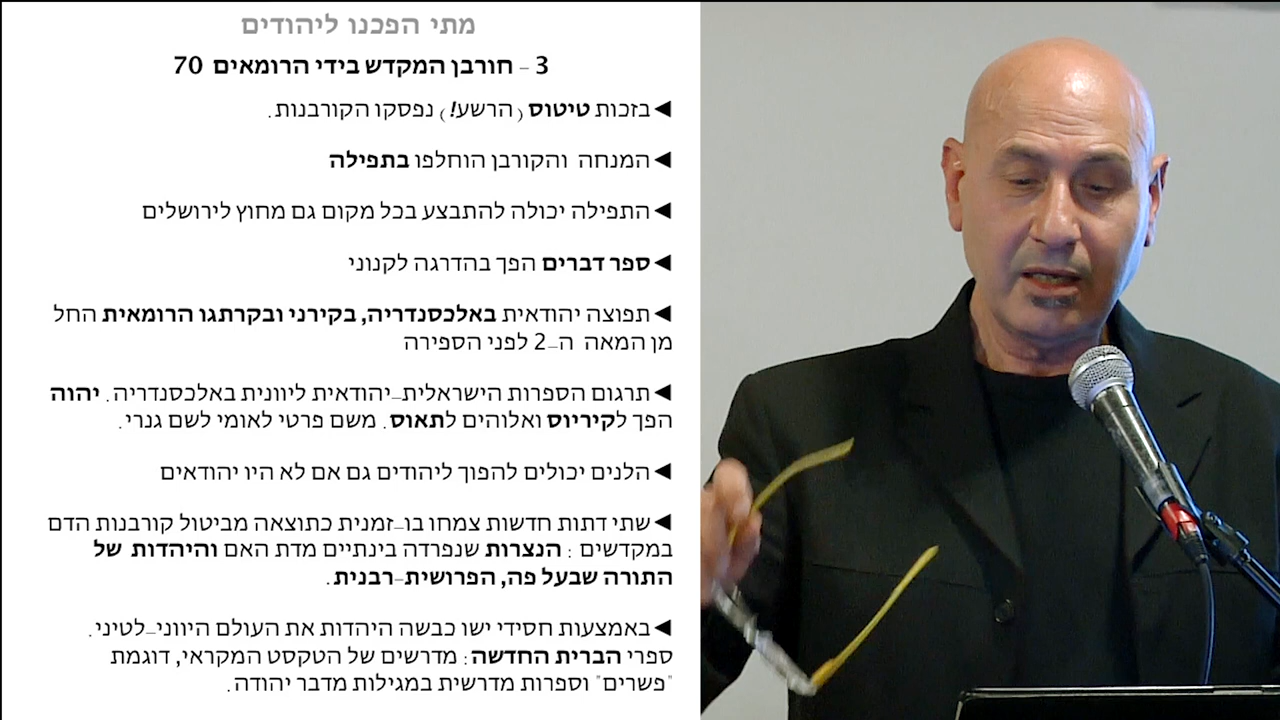 מתי הפכנו ליהודים
3 – חורבן המקדש בידי הרומאים 70
◀בזכות טיטוס (הרשע!) נפסקו הקורבנות.
◀המנחה והקורבן הוחלפו בתפילה
◀התפילה יכולה להתבצע בכל מקום גם מחוץ לירושלים
◀ספר דברים הפך בהדרגה לקנוני
◀תפוצה יהודאית באלכסנדריה, בקירני ובקרתגו הרומאית החל
מן המאה ה–2 לפני הספירה
◀תרגום הספרות הישראלית–יהודאית ליוונית באלכסנדריה. יהוה
הפך לקיריוס ואלוהים לתאוס. משם פרטי לאומי לשם גנרי.
◀הלנים יכולים להפוך ליהודים גם אם לא היו יהודאים
◀שתי דתות חדשות צמחו בו–זמנית כתוצאה מביטול קורבנות הדם
במקדשים : הנצרות שנפרדה בינתיים מדת האם והיהדות של
התורה שבעל פה, הפרושית–רבנית.
◀באמצעות חסידי ישו כבשה היהדות את העולם היווני–לטיני.
ספרי הברית החדשה: מדרשים של הטקסט המקראי, דוגמת
"פשרים" וספרות מדרשית במגילות מדבר יהודה.